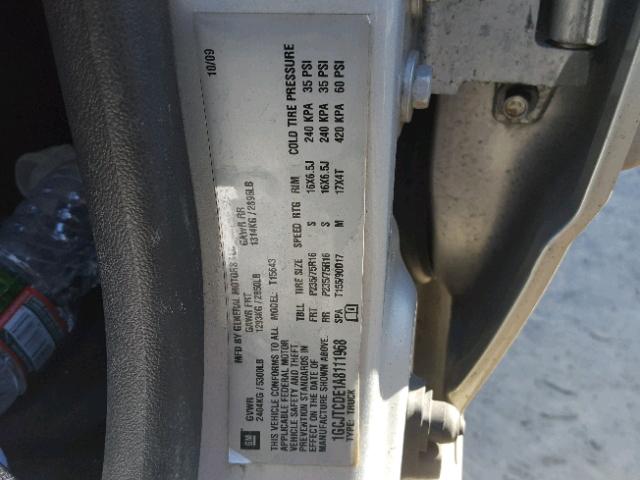 MFD BY GENERAL MOTORS
10/09
GVWR GAWR FRT GAWR RR
2404KG / 5300LB 1293KG / 2850LB 1314KG / 2896LB
GM
THIS VEHICLE CONFORMS TO ALL MODEL: T15643
APPLICABLE FEDERAL MOTOR
VEHICLE SAFETY AND THEFT
PREVENTION STANDARDS IN
EFFECT ON THE DATE OF
MANUFACTURE SHOWN ABOVE.
TBLL TIRE SIZE SPEED RTG RIM COLD TIRE PRESSURE
FRT P235/75R16 S 16X6.5J 240 KPA 35 PSI
RR P235/75R16 S 16X6.5J 240 KPA 35 PSI
SPA T155/90D17 M 17X4T 420 KPA 60 PSI
1GCJTCDE1A8111968
TYPE: TRUCK